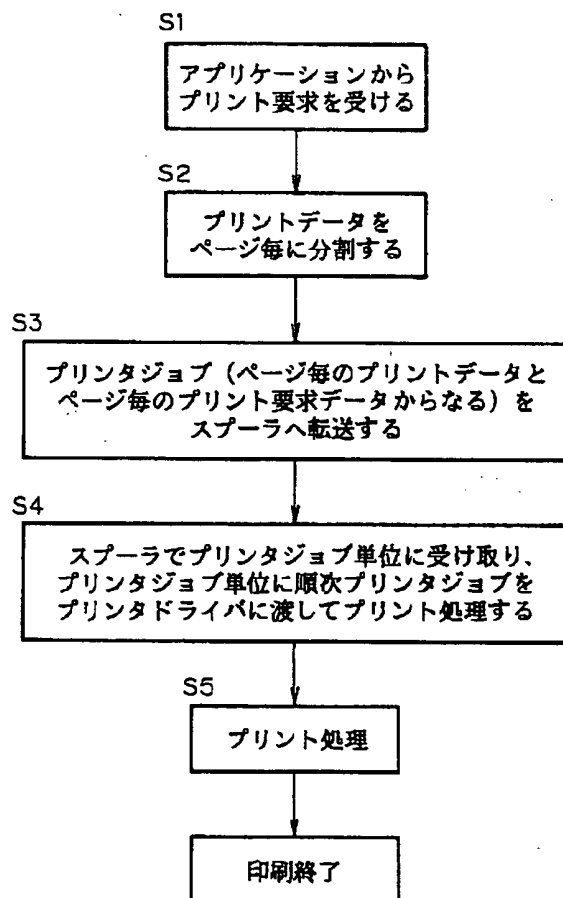 S1
アプリケーションから
プリント要求を受ける
S2
プリントデータを
ページ毎に分割する
S3
プリンタジョブ（ページ毎のプリントデータと
ページ毎のプリント要求データからなる）を
スプーラへ転送する
S4
スプーラでプリンタジョブ単位に受け取り、
プリンタジョブ単位に順次プリンタジョブを
プリンタドライバに渡してプリント処理する
S5
プリント処理
印刷終了